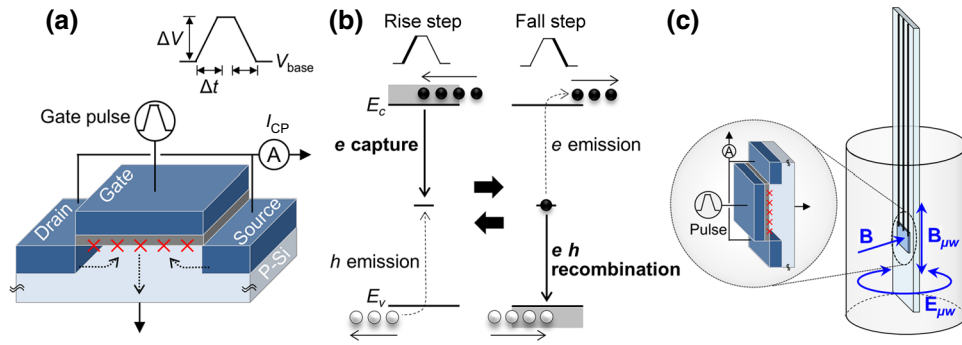 (a)
ΔV
V_base
Δt
Gate pulse
I_CP
A
Gate
Drain
Source
P-Si
(b)
Rise step
Fall step
E_c
e capture
e emission
h emission
e h
recombination
E_v
(c)
A
Pulse
B
B_μw
E_μw